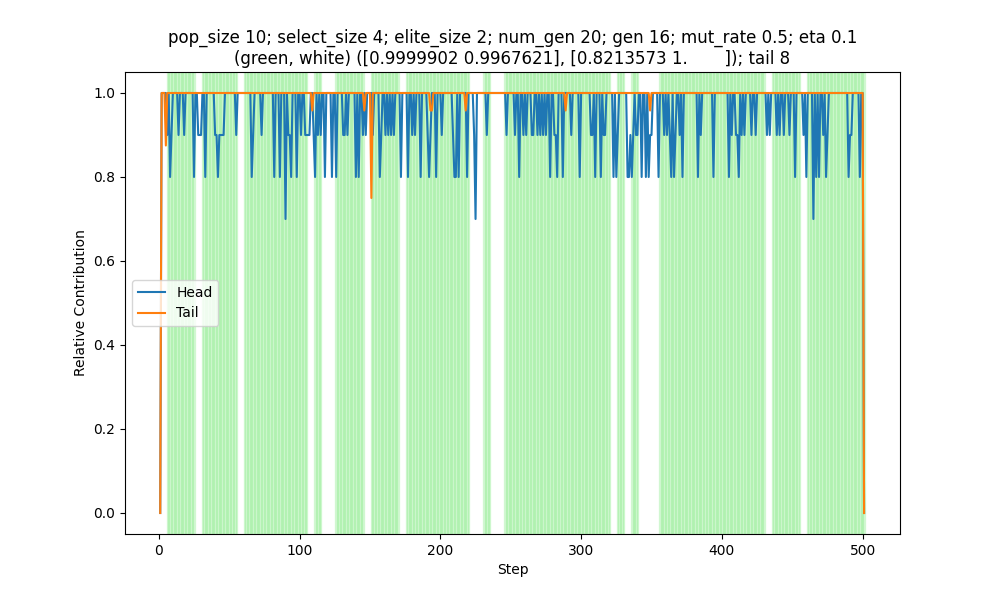 pop_size 10; select_size 4; elite_size 2; num_gen 20; gen 16; mut_rate 0.5; eta 0.1
(green, white) ([0.9999902 0.9967621], [0.8213573 1.       ]); tail 8
1.0
0.8
0.6
0.4
0.2
0.0
Relative Contribution
Head
Tail
0
100
200
300
400
500
Step